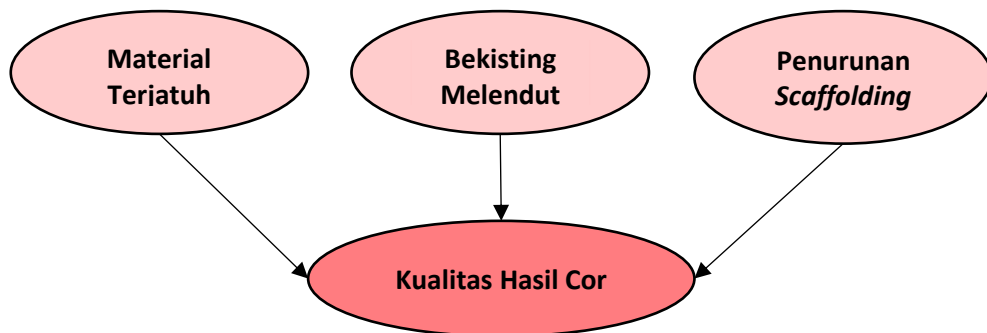 Material
Terjatuh
Bekisting
Melendut
Penurunan
Scaffolding
Kualitas Hasil Cor